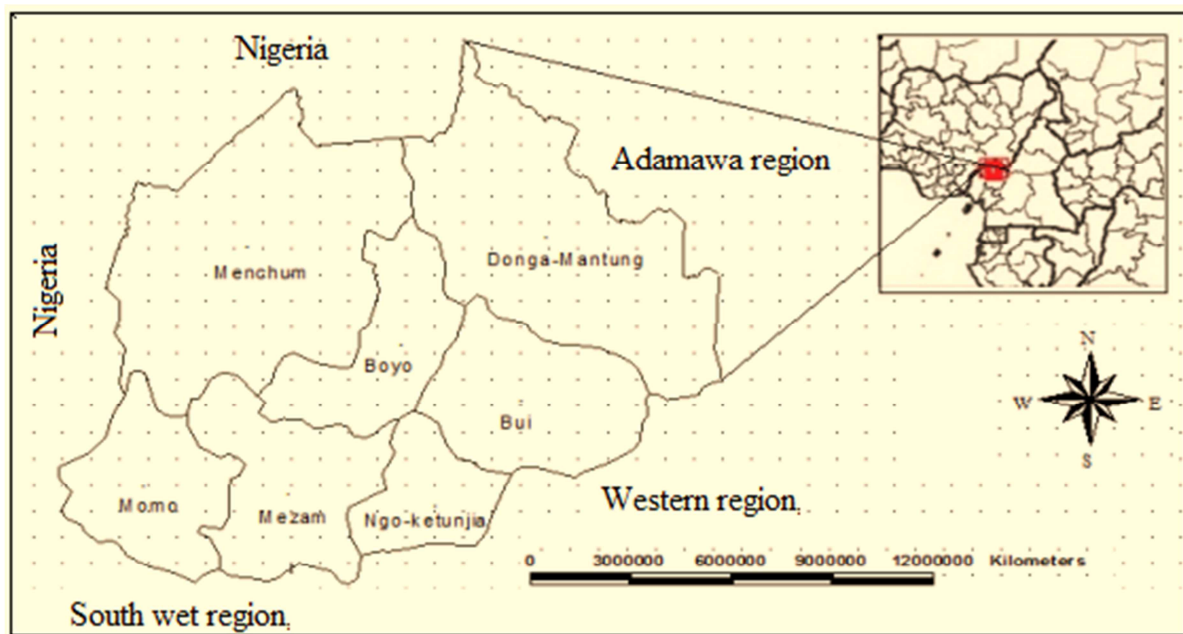 Nigeria
Adamawa region
Nigeria
Menchum
Donga-Mantung
Boyo
Bui
N
W E
S
Momo
Mezam
Ngo-ketunjia
Western region,
0 3000000 6000000 9000000 12000000 Kilometers
South wet region,